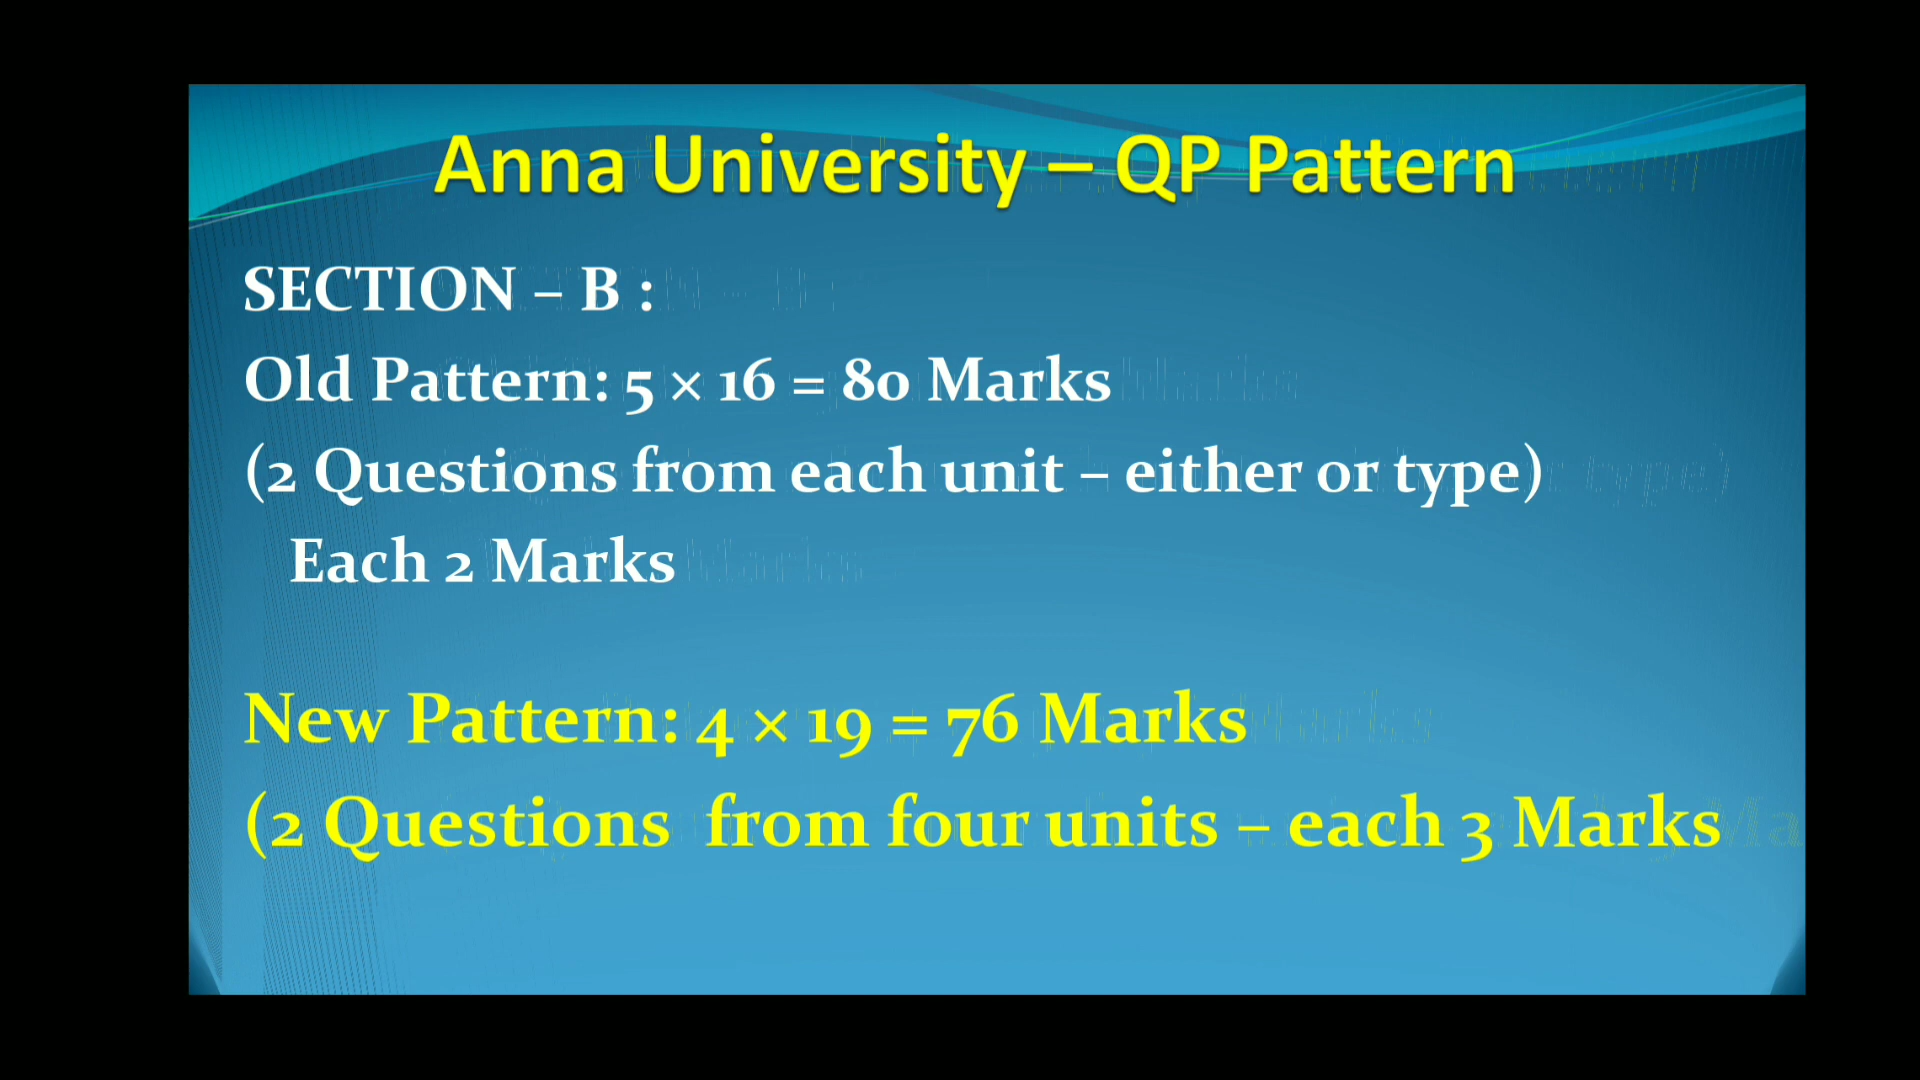 Anna University – QP Pattern
SECTION – B :
Old Pattern: 5 × 16 = 80 Marks
(2 Questions from each unit – either or type)
Each 2 Marks
New Pattern: 4 × 19 = 76 Marks
(2 Questions from four units – each 3 Marks